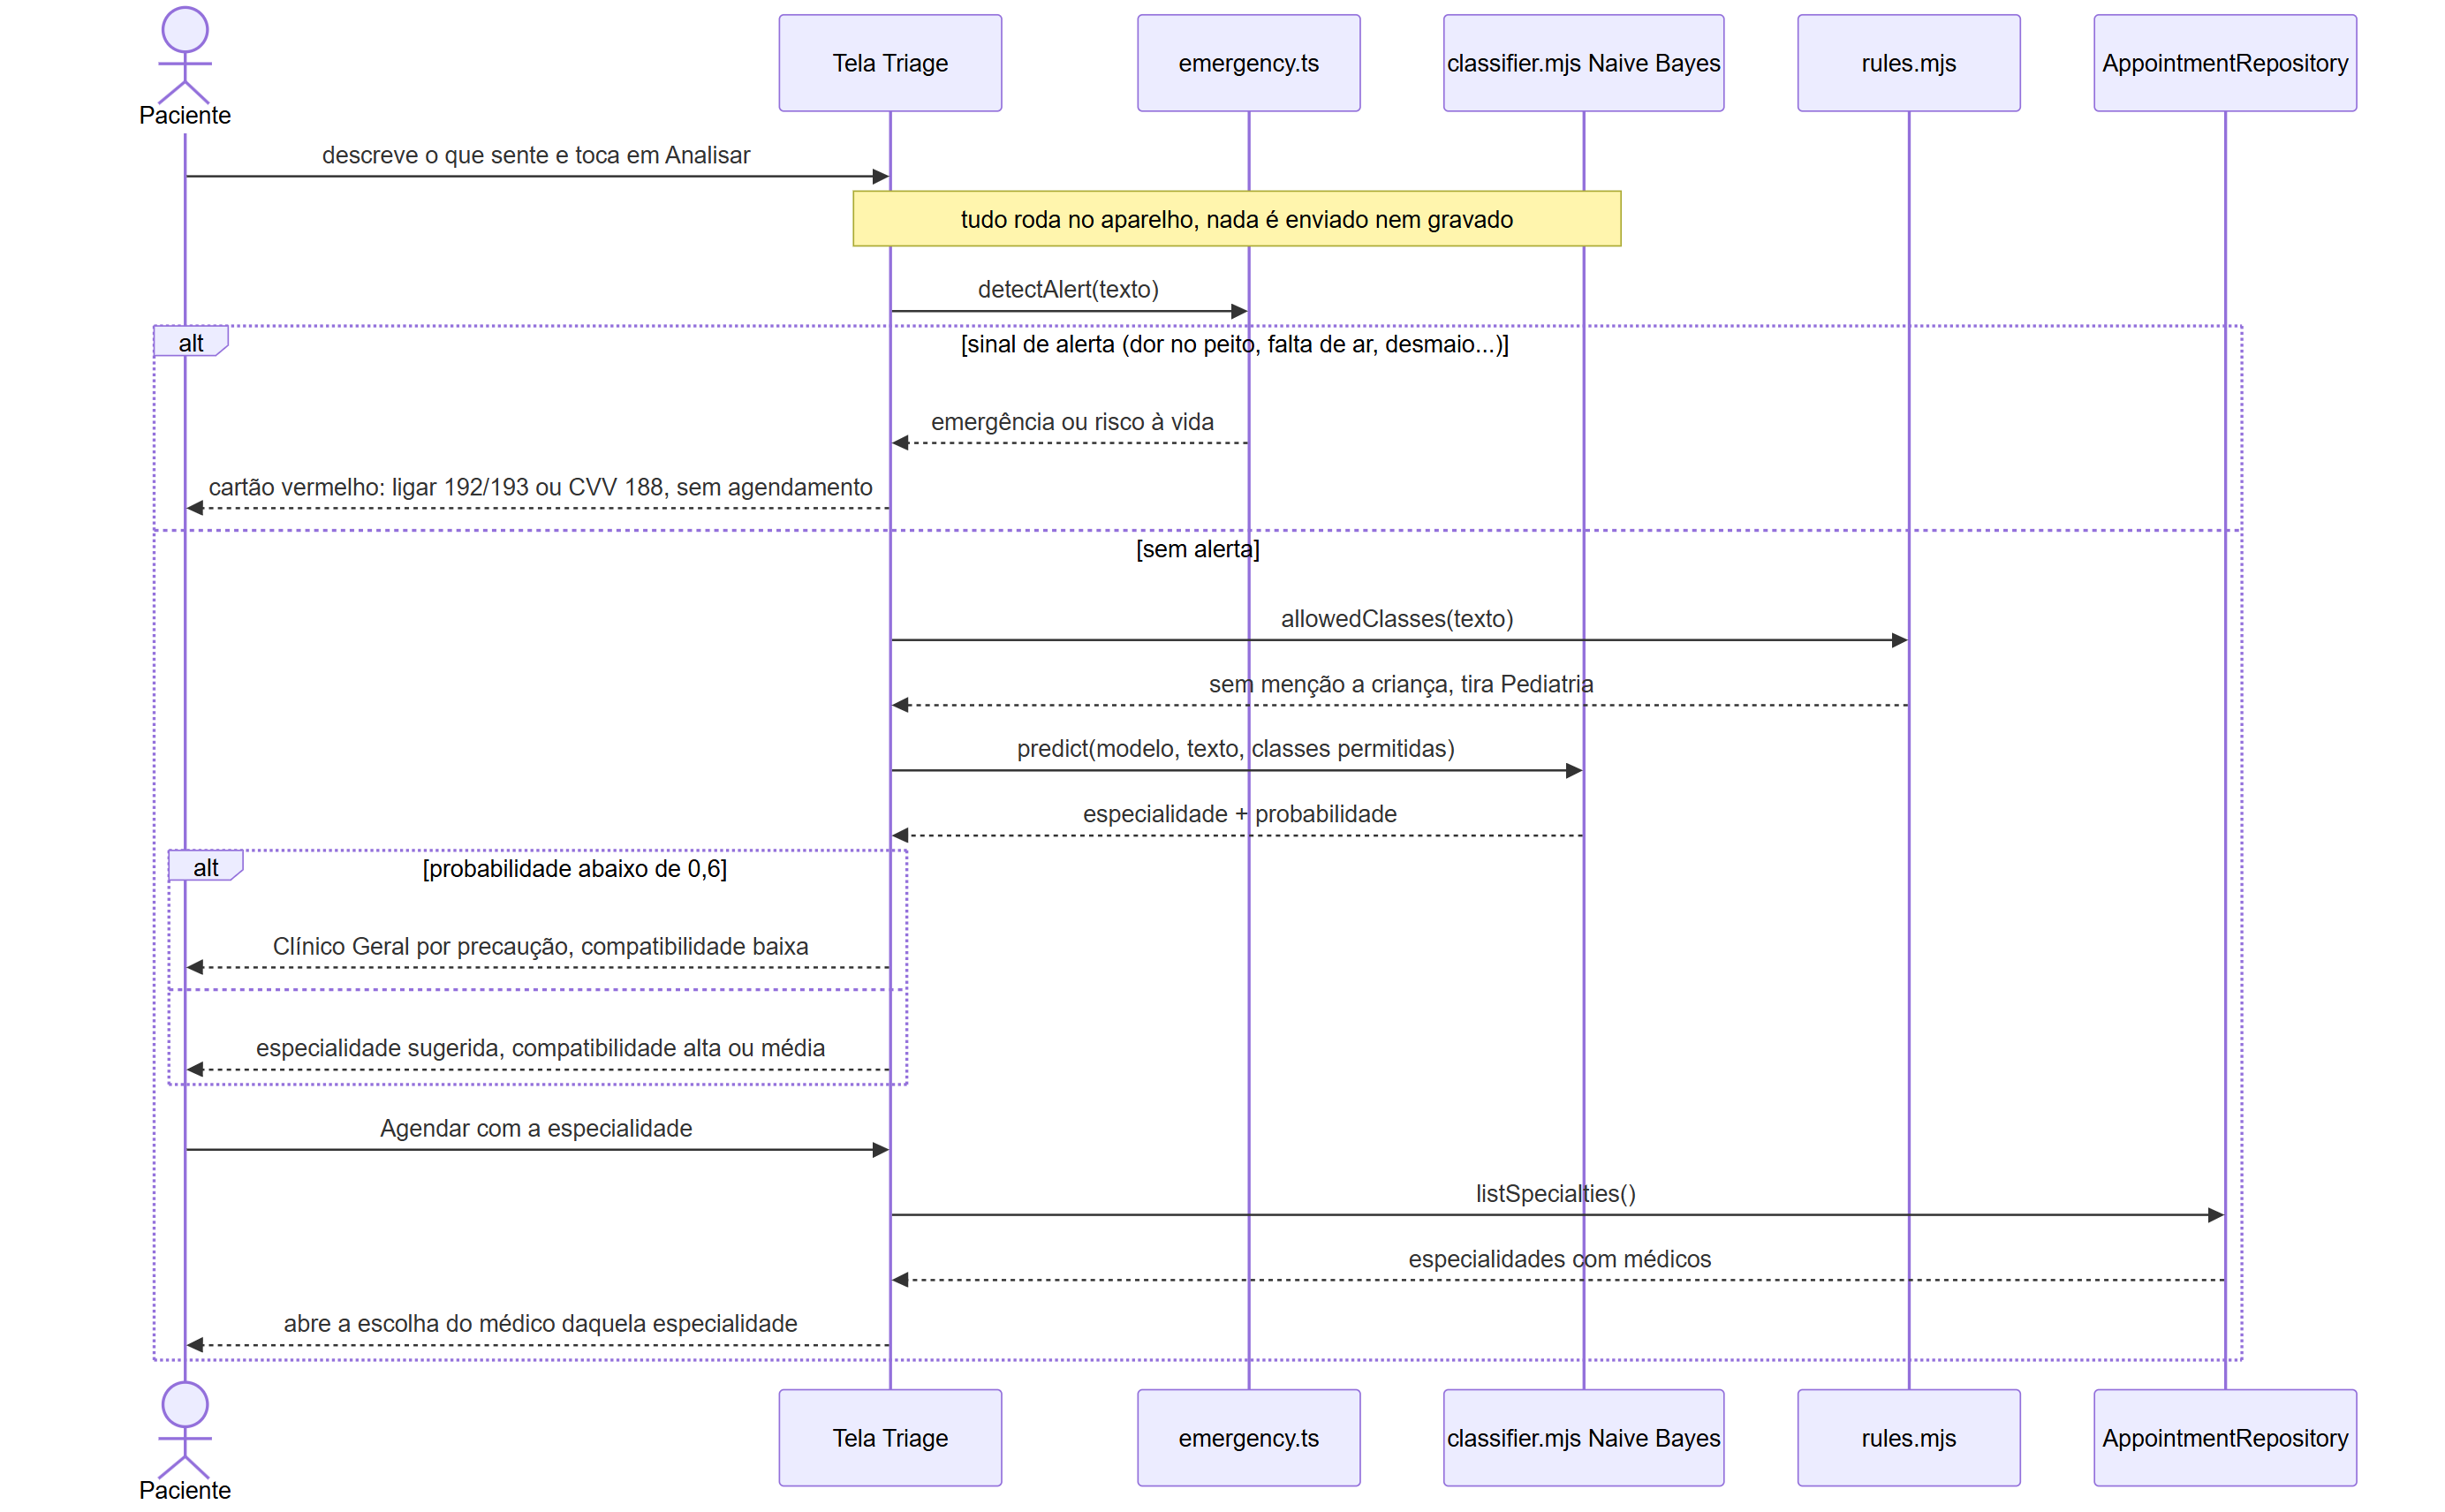 Paciente
Tela Triage
emergency.ts
classifier.mjs Naive Bayes
rules.mjs
AppointmentRepository
descreve o que sente e toca em Analisar
tudo roda no aparelho, nada é enviado nem gravado
detectAlert(texto)
alt
[sinal de alerta (dor no peito, falta de ar, desmaio...)]
emergência ou risco à vida
cartão vermelho: ligar 192/193 ou CVV 188, sem agendamento
[sem alerta]
allowedClasses(texto)
sem menção a criança, tira Pediatria
predict(modelo, texto, classes permitidas)
especialidade + probabilidade
alt
[probabilidade abaixo de 0,6]
Clínico Geral por precaução, compatibilidade baixa
especialidade sugerida, compatibilidade alta ou média
Agendar com a especialidade
listSpecialties()
especialidades com médicos
abre a escolha do médico daquela especialidade
Paciente
Tela Triage
emergency.ts
classifier.mjs Naive Bayes
rules.mjs
AppointmentRepository